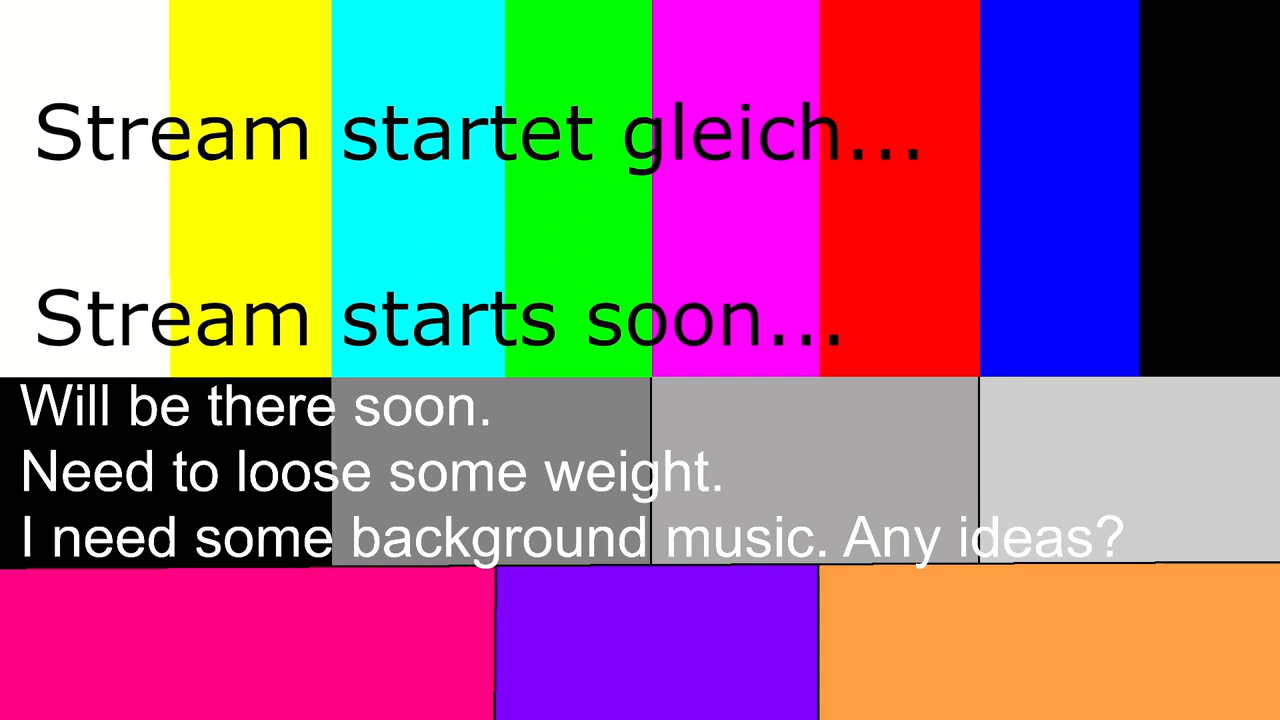 Stream startet gleich...
Stream starts soon...
Will be there soon.
Need to loose some weight.
I need some background music. Any ideas?